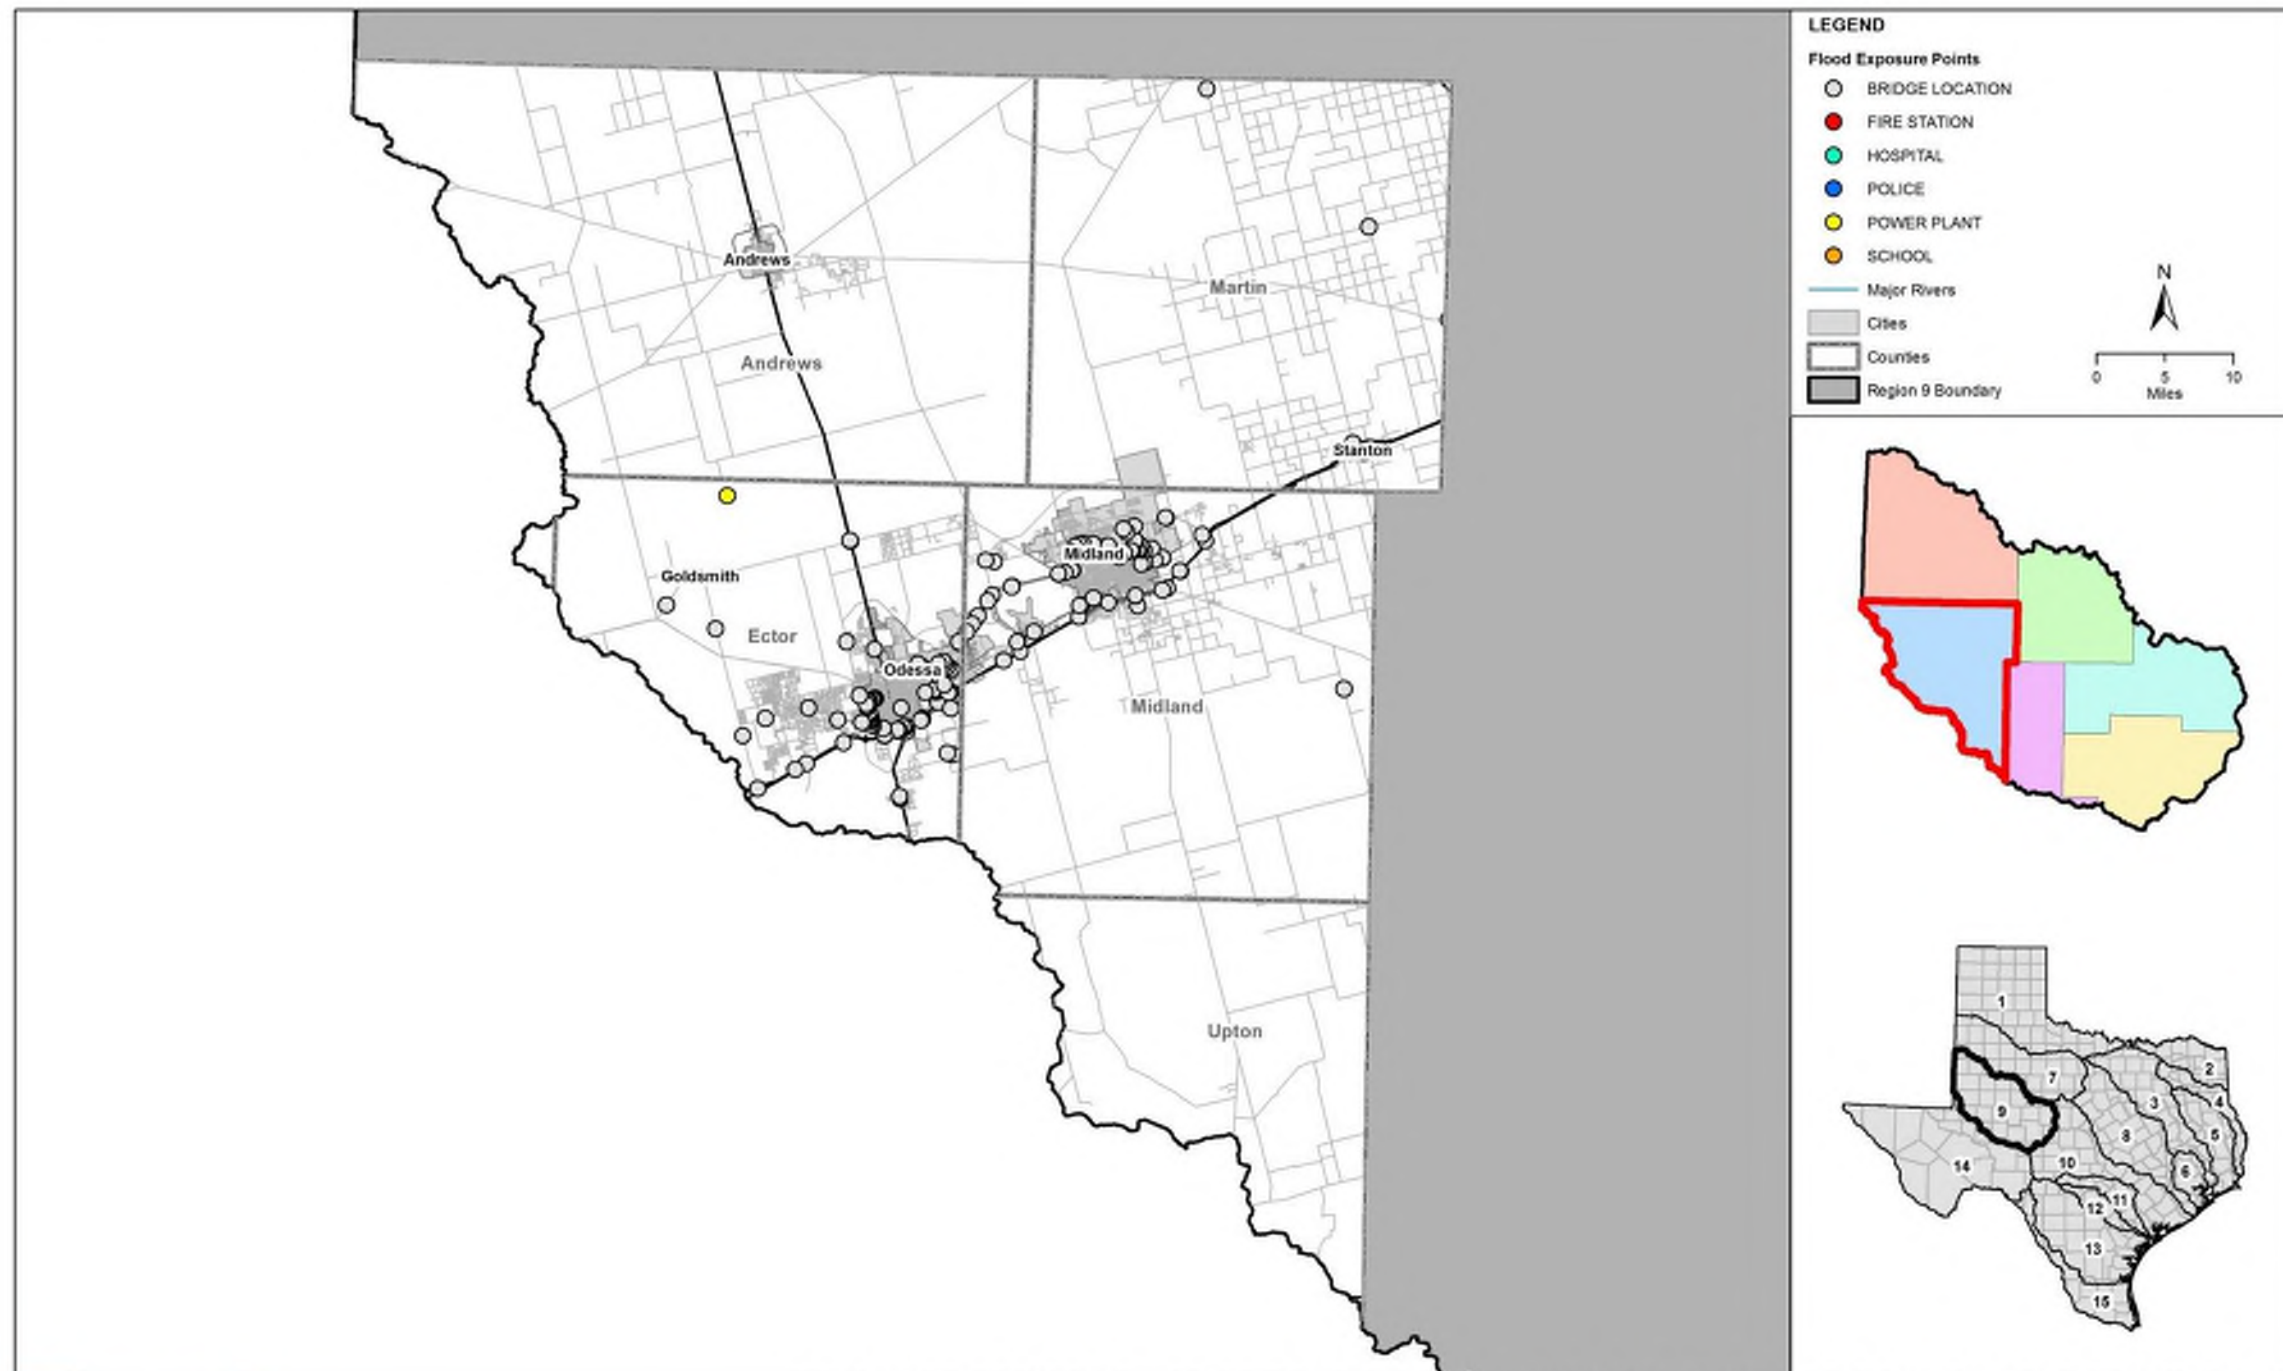 LEGEND
Flood Exposure Points
BRIDGE LOCATION
FIRE STATION
HOSPITAL
POLICE
POWER PLANT
SCHOOL
Major Rivers
Cities
Counties
Region 9 Boundary
N
0 5 10
Miles
Andrews
Martin
Andrews
Stanton
Midland
Goldsmith
Ector
Odessa
Midland
Upton
1
2
7
3
4
9
8
5
14
10
6
11
12
13
15